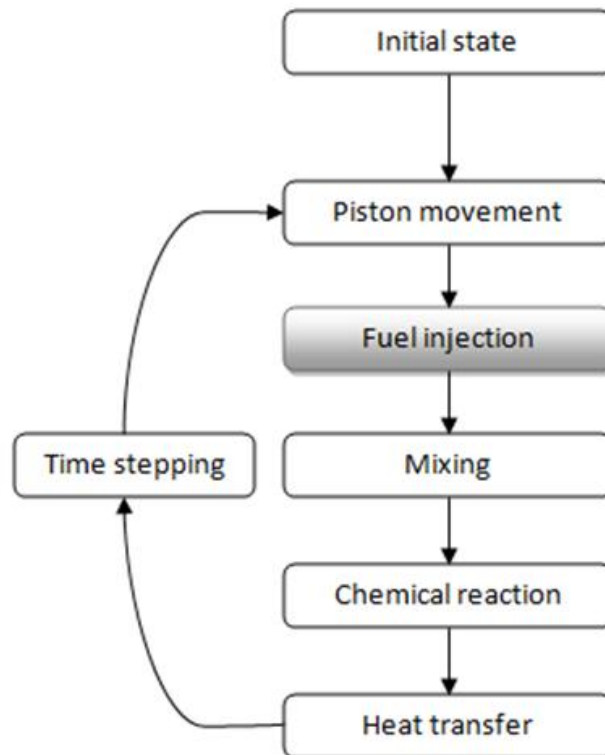 Initial state
Piston movement
Fuel injection
Mixing
Time stepping
Chemical reaction
Heat transfer